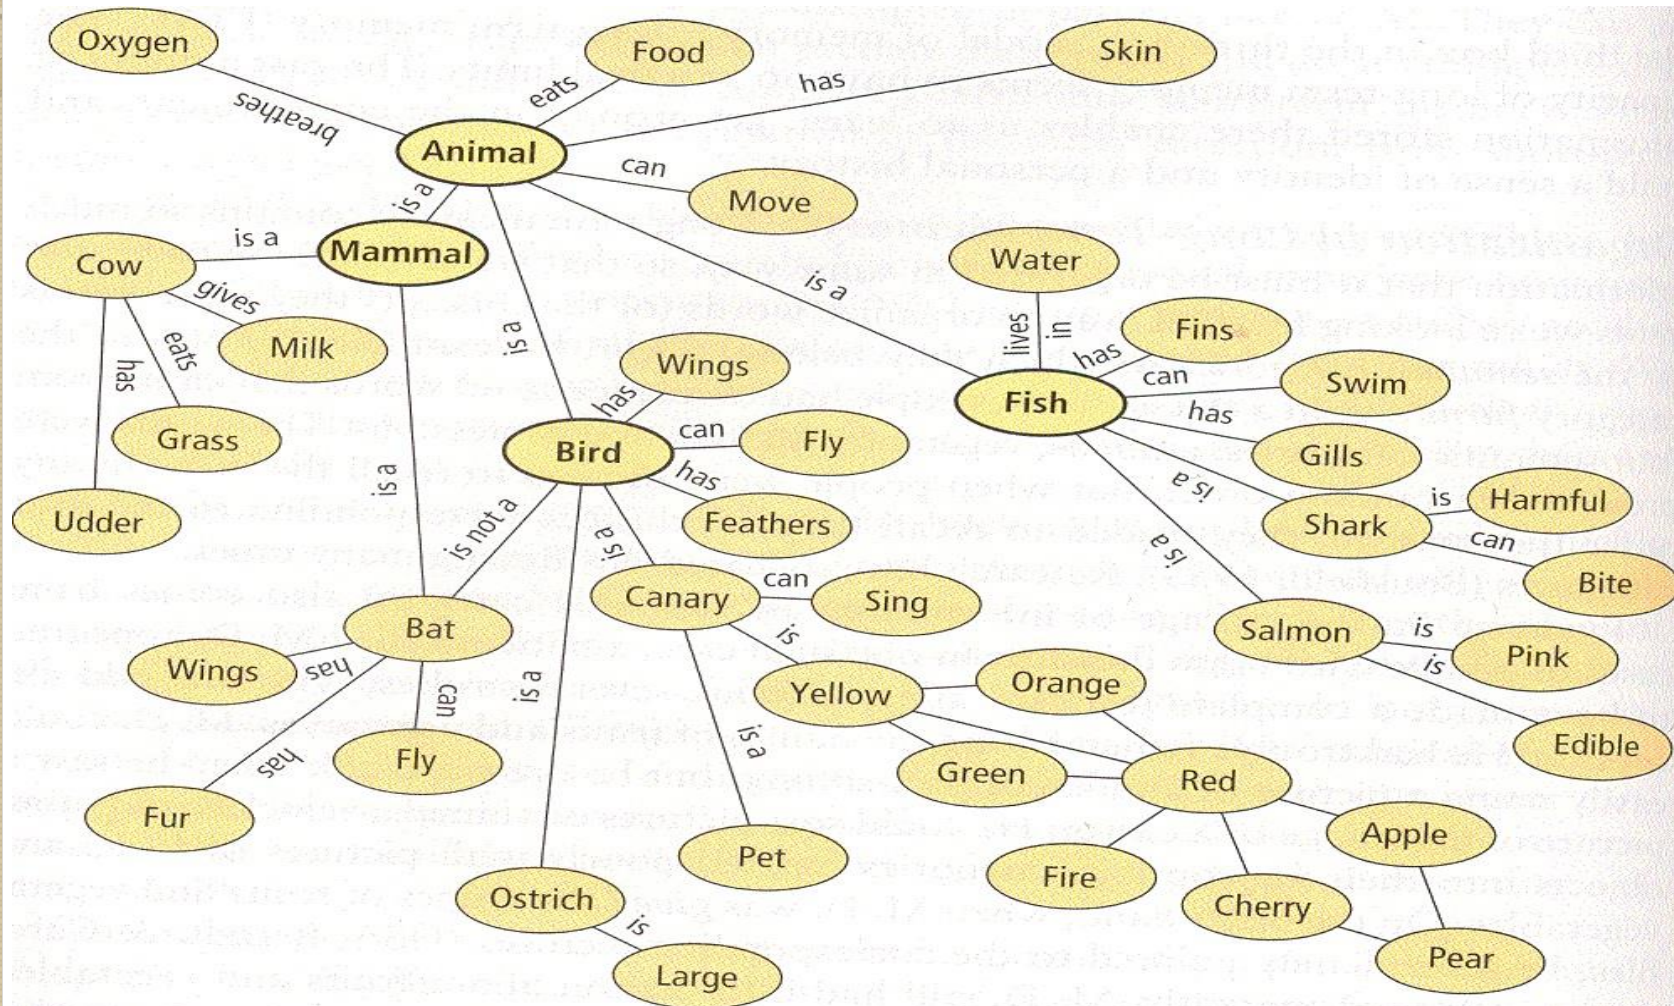 Oxygen
Food
Skin
breathes
eats
has
Animal
can
Move
is a
Mammal
is a
Cow
gives
Milk
eats
Grass
has
Udder
is a
is a
is a
Water
lives
in
Fish
has
Fins
can
Swim
has
Gills
is a
Shark
is
Harmful
can
Bite
is a
Salmon
is
Pink
is
Edible
Bird
has
Wings
can
Fly
has
Feathers
is not a
Bat
has
Wings
has
Fur
can
Fly
is a
Canary
can
Sing
is
Yellow
is a
Pet
is a
Ostrich
is
Large
Orange
Green
Red
Fire
Cherry
Apple
Pear